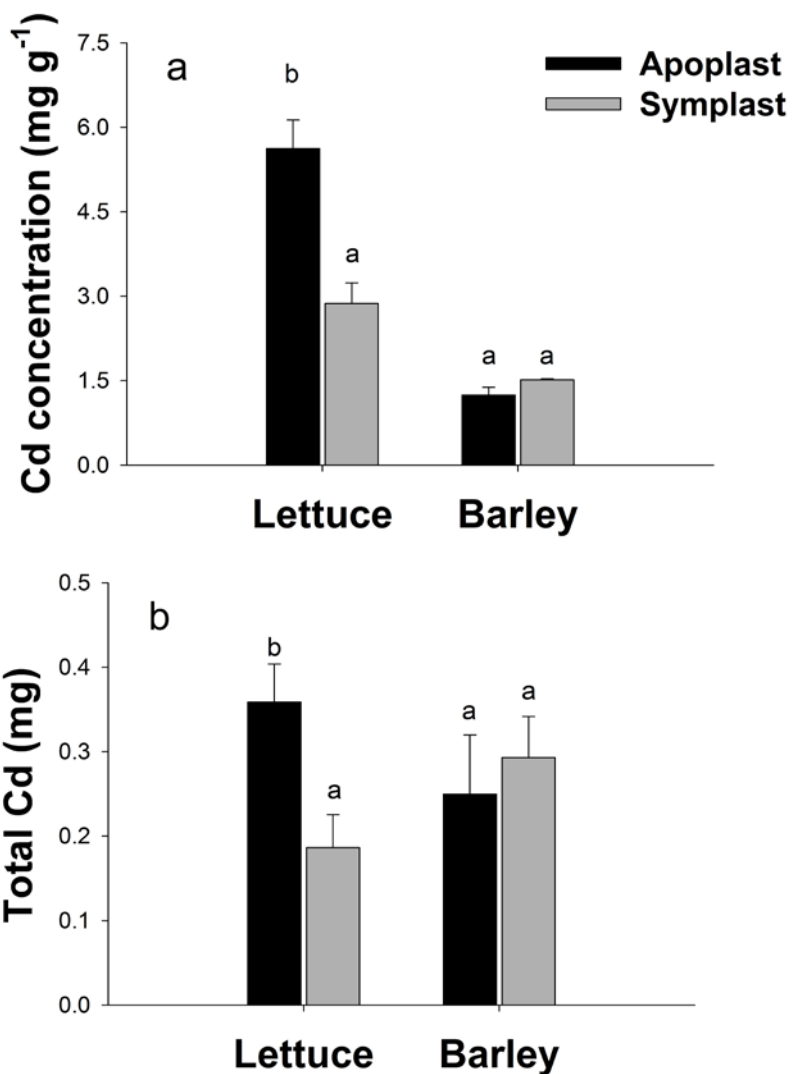 Cd concentration (mg g⁻¹)
7.5
6.0
4.5
3.0
1.5
0.0
a
b
a
a
a
Apoplast
Symplast
Lettuce Barley
Total Cd (mg)
0.5
0.4
0.3
0.2
0.1
0.0
b
b
a
a
a
Lettuce Barley